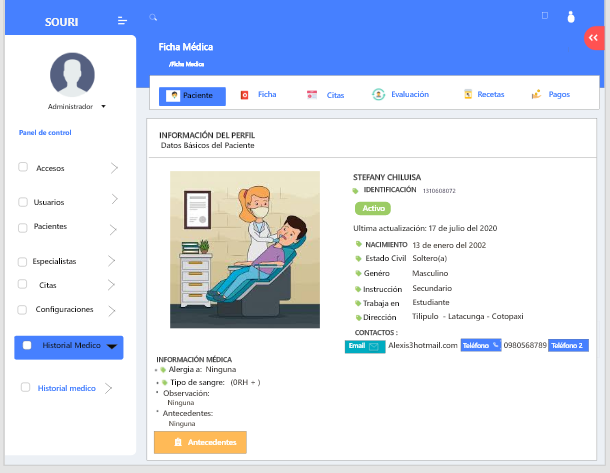 SOURI
Ficha Médica
/Ficha Medica
Administrador
Panel de control
Accesos
Usuarios
Pacientes
Especialistas
Citas
Configuraciones
Historial Medico
Historial medico
Paciente
Ficha
Citas
Evaluación
Recetas
Pagos
INFORMACIÓN DEL PERFIL
Datos Básicos del Paciente
STEFANY CHILUISA
IDENTIFICACIÓN 1310608072
Activo
Ultima actualización: 17 de julio del 2020
NACIMIENTO 13 de enero del 2002
Estado Civil Soltero(a)
Genéro Masculino
Instrucción Secundario
Trabaja en Estudiante
Dirección Tilipulo - Latacunga - Cotopaxi
CONTACTOS :
Email Alexis3hotmail.com Teléfono 0980568789 Teléfono 2
INFORMACIÓN MÉDICA
Alergia a: Ninguna
Tipo de sangre: (0RH + )
Observación:
Ninguna
Antecedentes:
Ninguna
Antecedentes